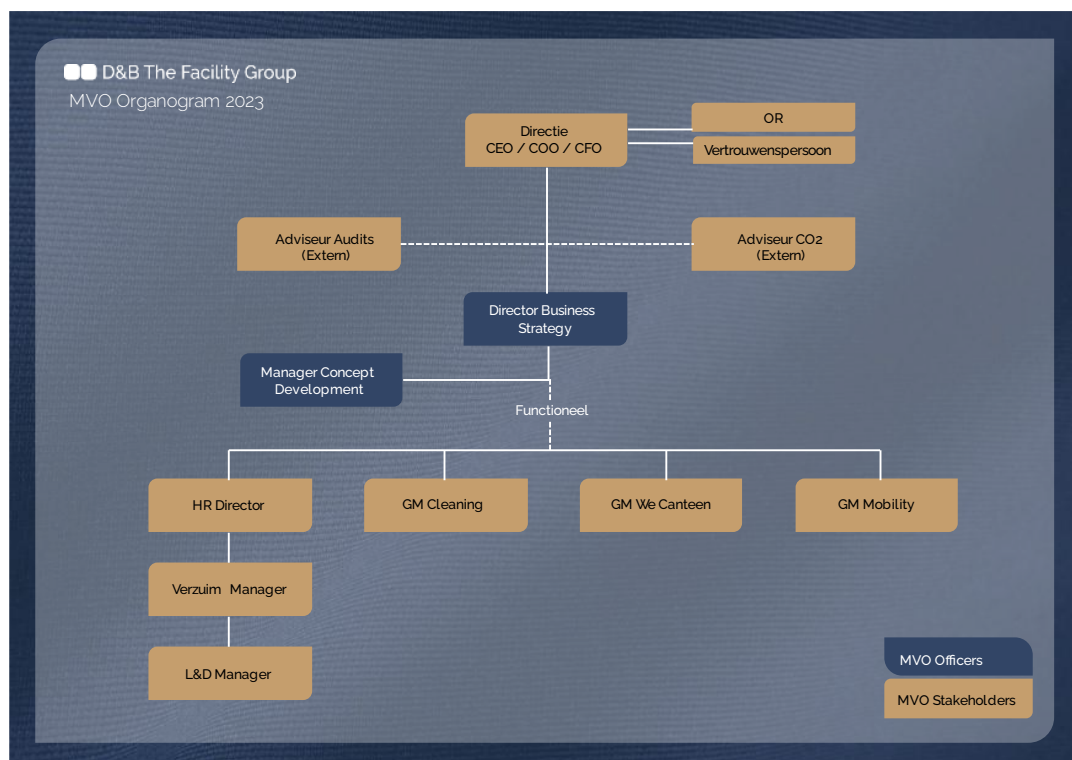 D&B The Facility Group
MVO Organogram 2023
Directie
CEO / COO / CFO
OR
Vertrouwenspersoon
Adviseur Audits
(Extern)
Adviseur CO2
(Extern)
Director Business
Strategy
Manager Concept
Development
Functioneel
HR Director
GM Cleaning
GM We Canteen
GM Mobility
Verzuim Manager
L&D Manager
MVO Officers
MVO Stakeholders